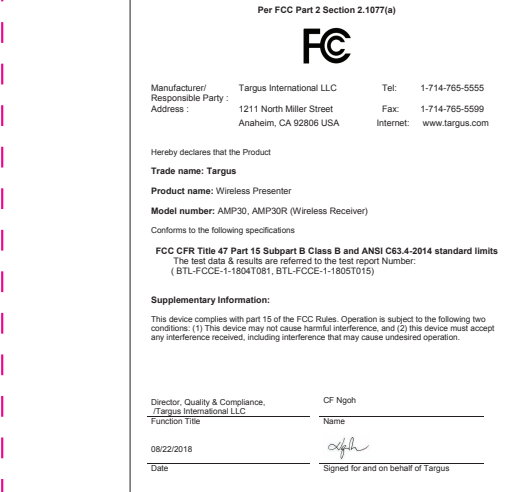 Per FCC Part 2 Section 2.1077(a)
FC
Manufacturer/ Targus International LLC Tel: 1-714-765-5555
Responsible Party :
Address : 1211 North Miller Street Fax: 1-714-765-5599
Anaheim, CA 92806 USA Internet: www.targus.com
Hereby declares that the Product
Trade name: Targus
Product name: Wireless Presenter
Model number: AMP30, AMP30R (Wireless Receiver)
Conforms to the following specifications
FCC CFR Title 47 Part 15 Subpart B Class B and ANSI C63.4-2014 standard limits
The test data & results are referred to the test report Number:
( BTL-FCCE-1-1804T081, BTL-FCCE-1-1805T015)
Supplementary Information:
This device complies with part 15 of the FCC Rules. Operation is subject to the following two
conditions: (1) This device may not cause harmful interference, and (2) this device must accept
any interference received, including interference that may cause undesired operation.
Director, Quality & Compliance, CF Ngoh
/Targus International LLC
Function Title Name
08/22/2018
Date Signed for and on behalf of Targus